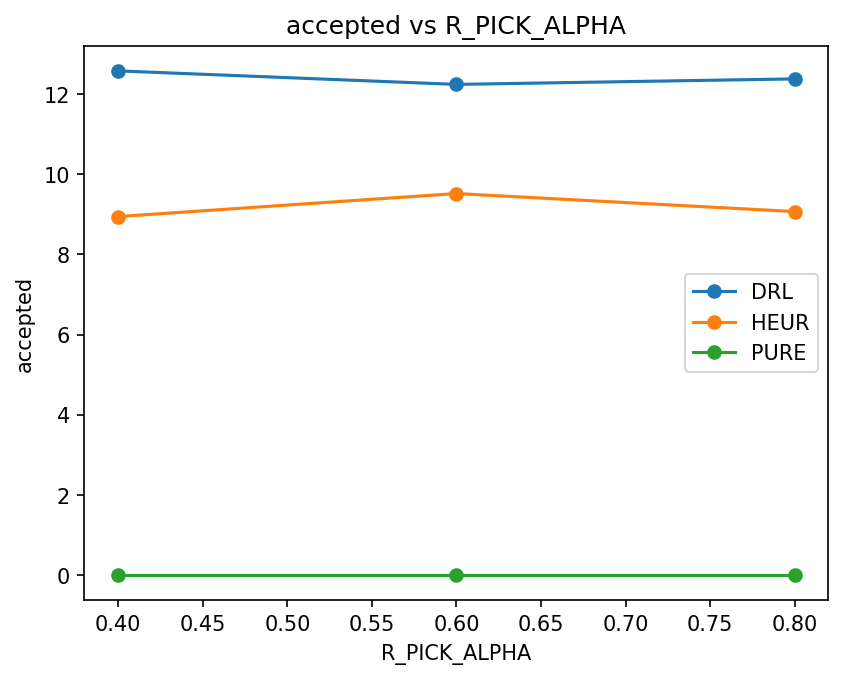 accepted vs R_PICK_ALPHA
accepted
12
10
8
6
4
2
0
DRL
HEUR
PURE
0.40 0.45 0.50 0.55 0.60 0.65 0.70 0.75 0.80
R_PICK_ALPHA